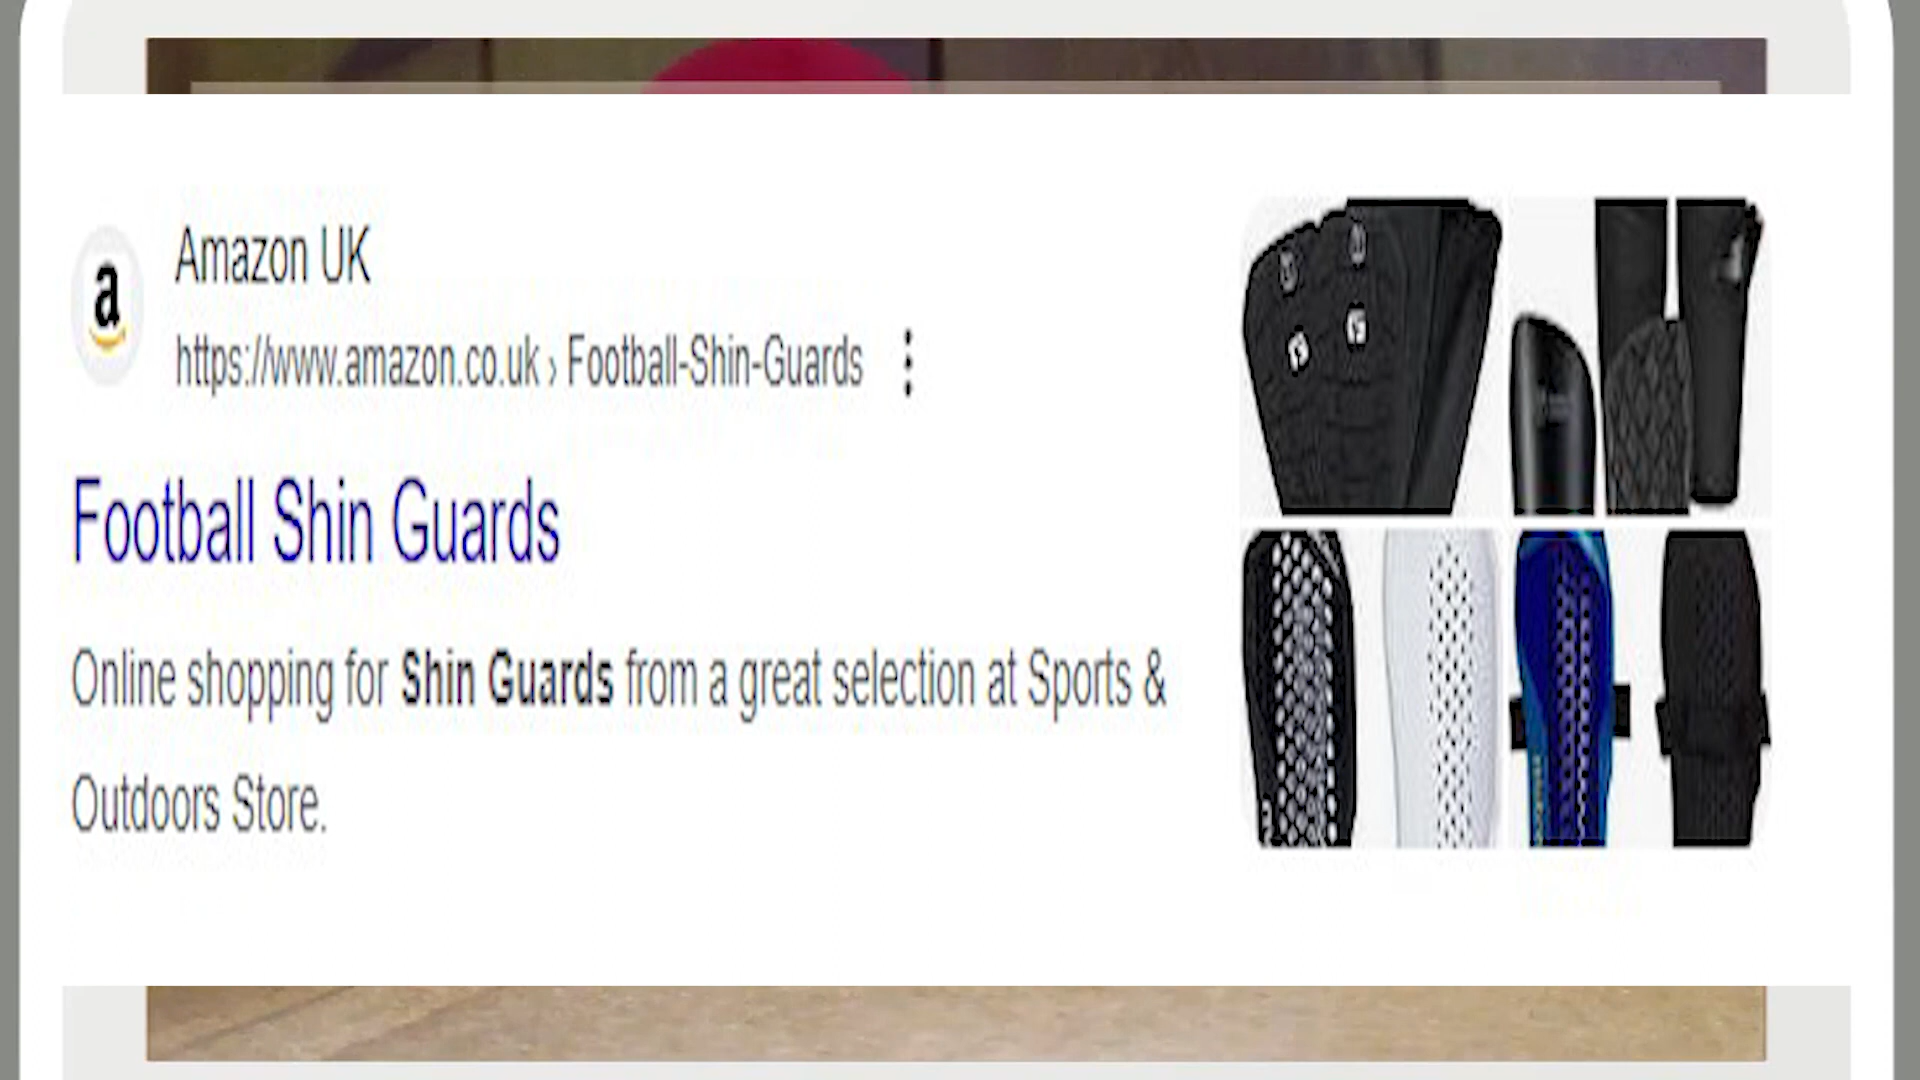 a
Amazon UK
https://www.amazon.co.uk › Football-Shin-Guards
Football Shin Guards
Online shopping for Shin Guards from a great selection at Sports &
Outdoors Store.